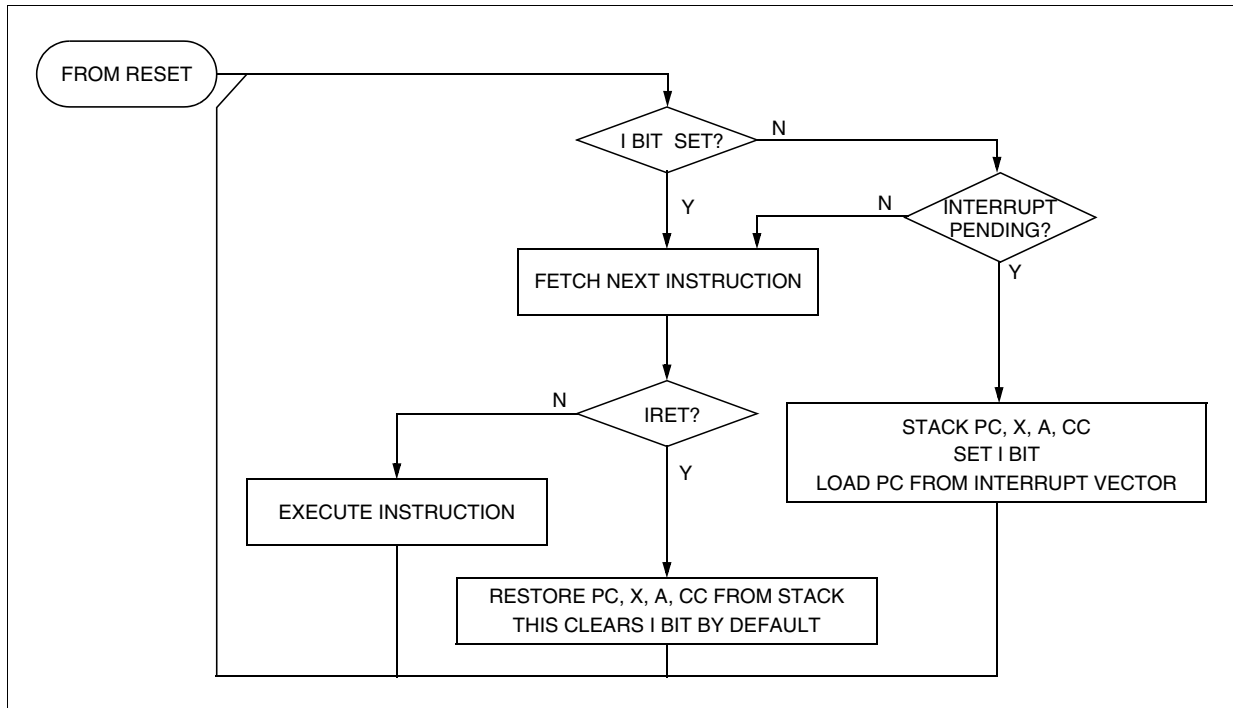 FROM RESET
I BIT SET?
N
Y
INTERRUPT
PENDING?
N
Y
FETCH NEXT INSTRUCTION
IRET?
N
Y
STACK PC, X, A, CC
SET I BIT
LOAD PC FROM INTERRUPT VECTOR
EXECUTE INSTRUCTION
RESTORE PC, X, A, CC FROM STACK
THIS CLEARS I BIT BY DEFAULT